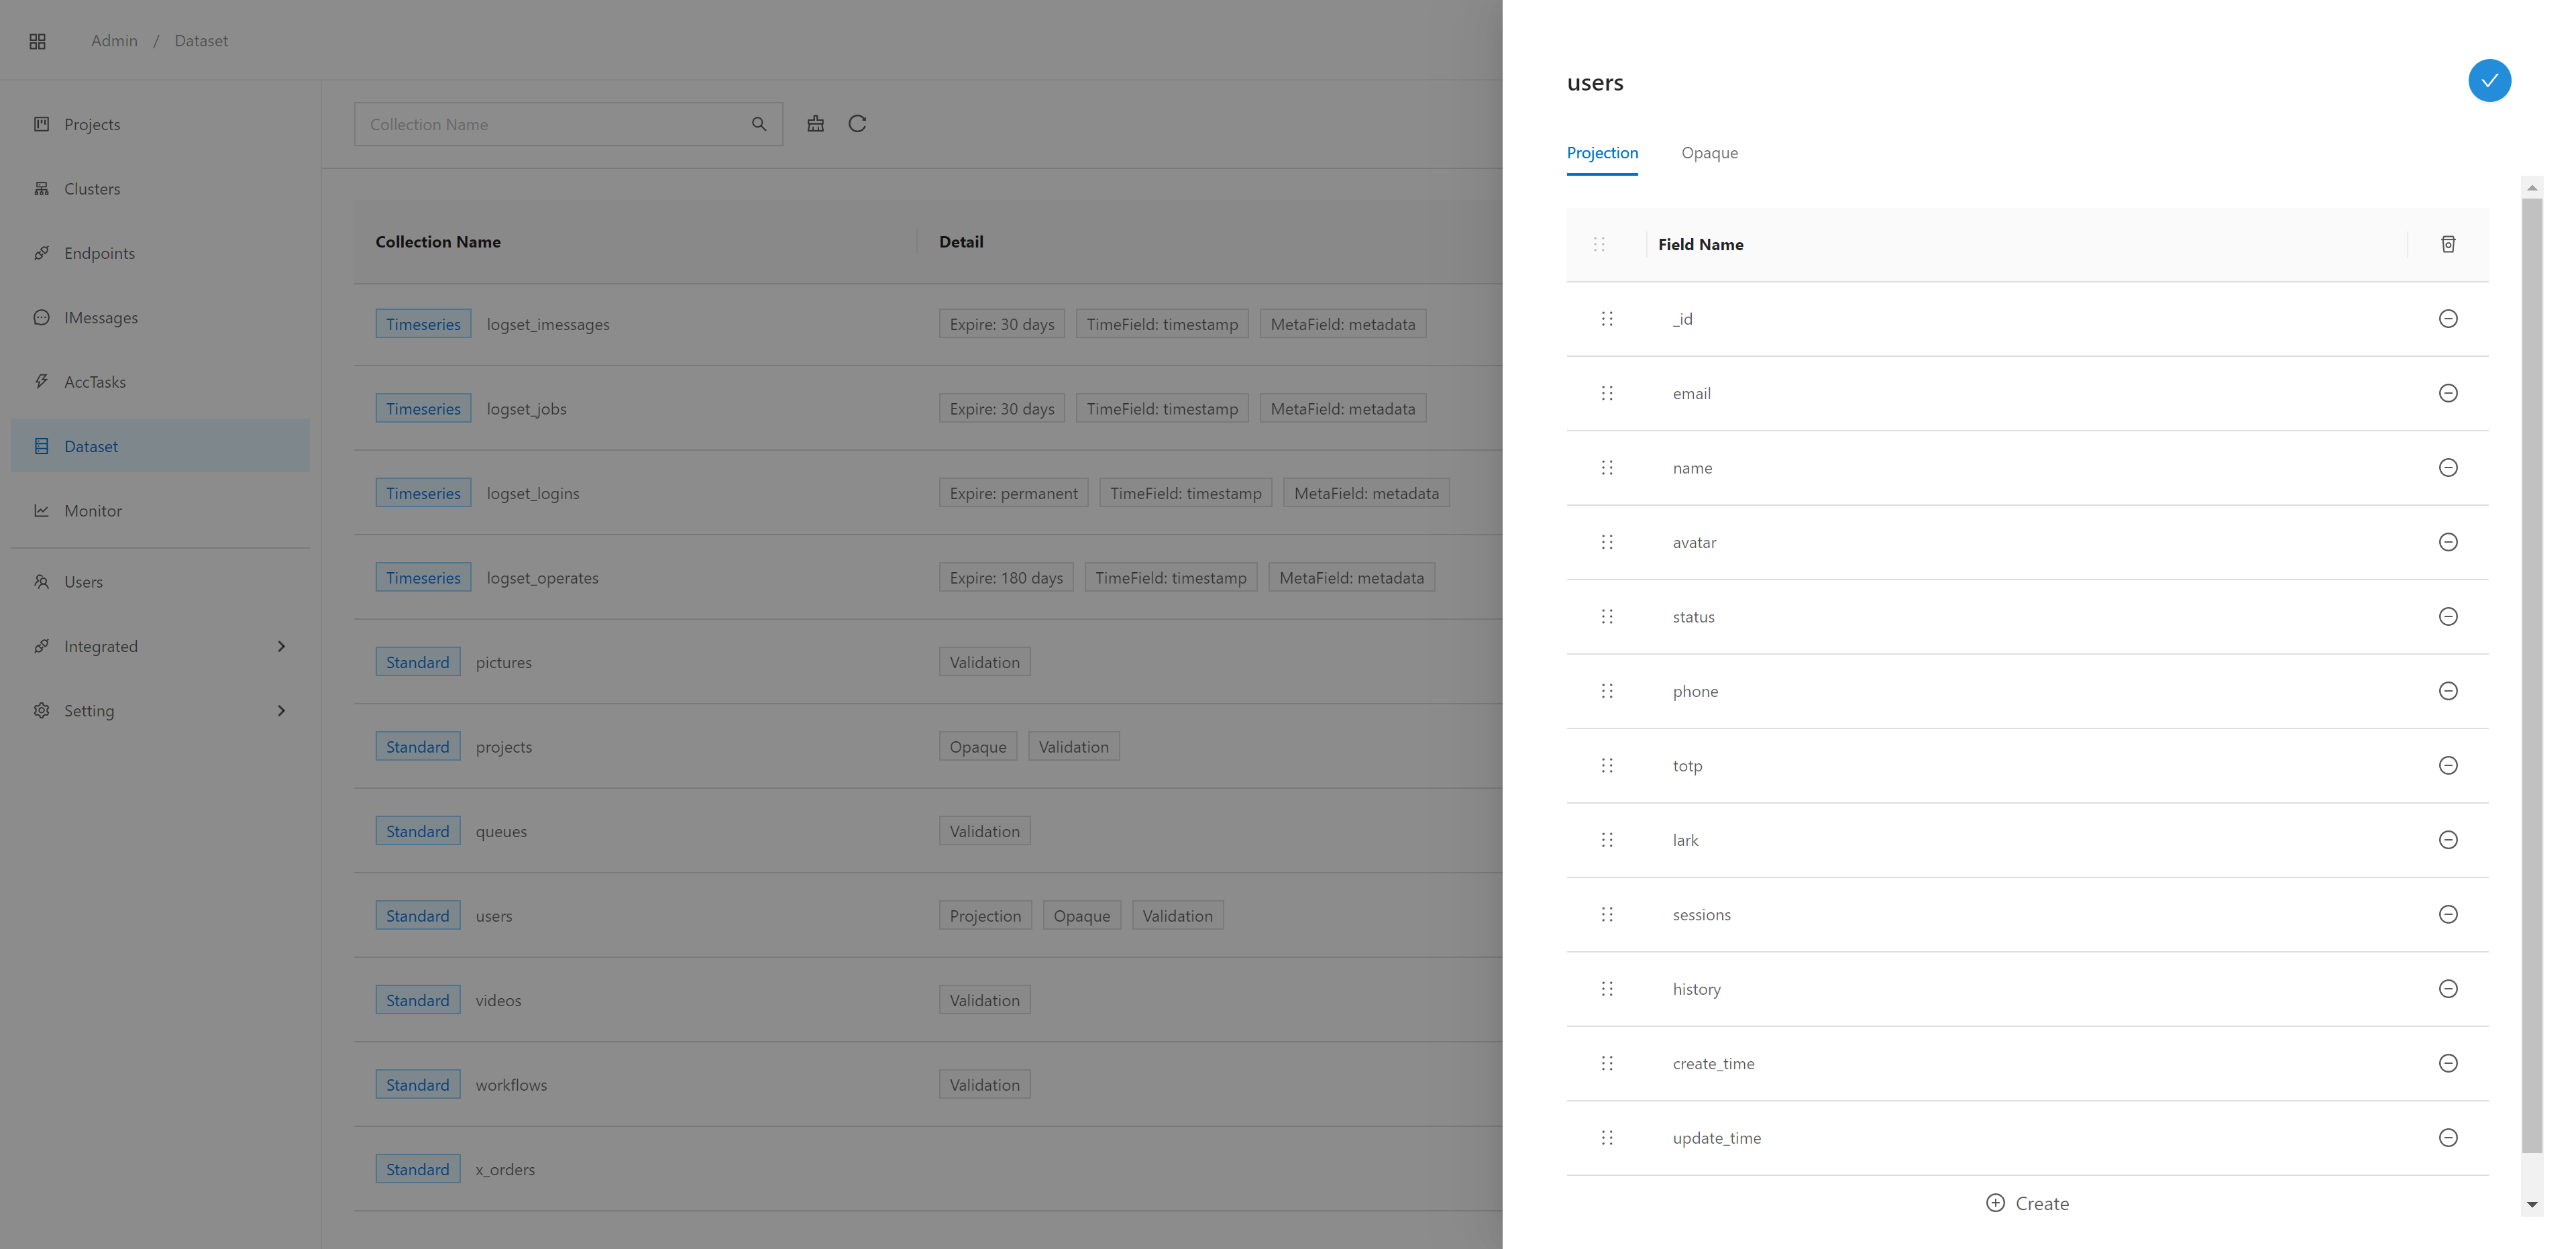 Admin / Dataset
Projects
Clusters
Endpoints
IMessages
AccTasks
Dataset
Monitor
Users
Integrated
Setting
Collection Name
Collection Name Detail
Timeseries logset_imessages Expire: 30 days TimeField: timestamp MetaField: metadata
Timeseries logset_jobs Expire: 30 days TimeField: timestamp MetaField: metadata
Timeseries logset_logins Expire: permanent TimeField: timestamp MetaField: metadata
Timeseries logset_operates Expire: 180 days TimeField: timestamp MetaField: metadata
Standard pictures Validation
Standard projects Opaque Validation
Standard queues Validation
Standard users Projection Opaque Validation
Standard videos Validation
Standard workflows Validation
Standard x_orders
users
Projection Opaque
Field Name
_id
email
name
avatar
status
phone
totp
lark
sessions
history
create_time
update_time
Create